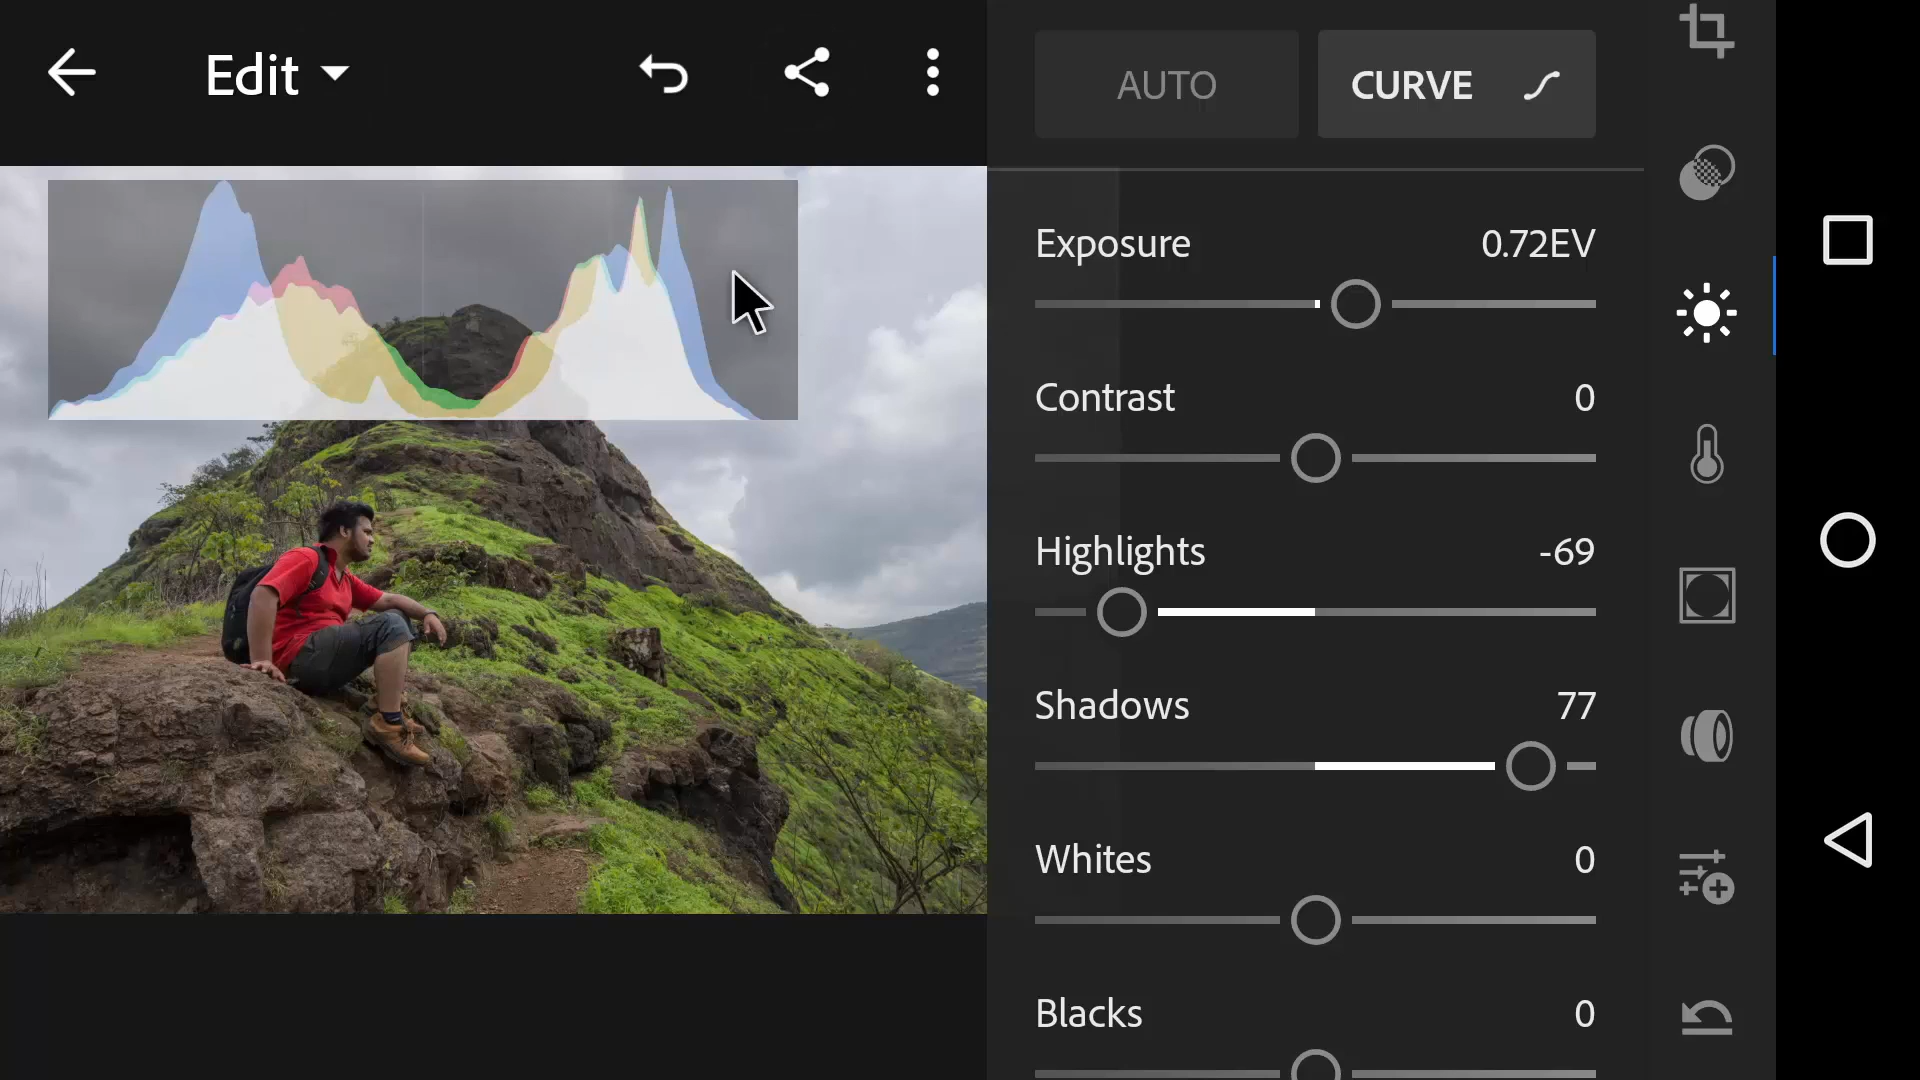 Edit
AUTO
CURVE
Exposure 0.72EV
Contrast 0
Highlights -69
Shadows 77
Whites 0
Blacks 0